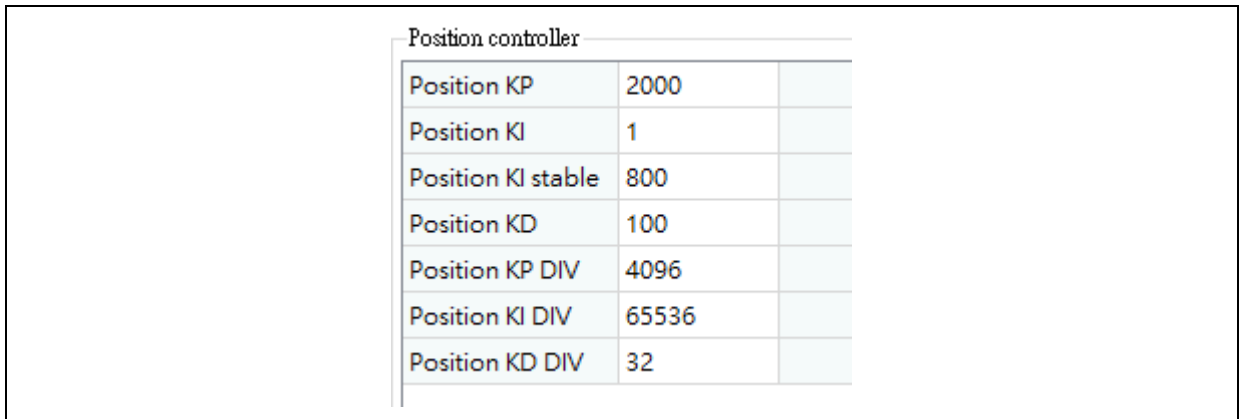 Position controller
Position KP 2000
Position KI 1
Position KI stable 800
Position KD 100
Position KP DIV 4096
Position KI DIV 65536
Position KD DIV 32